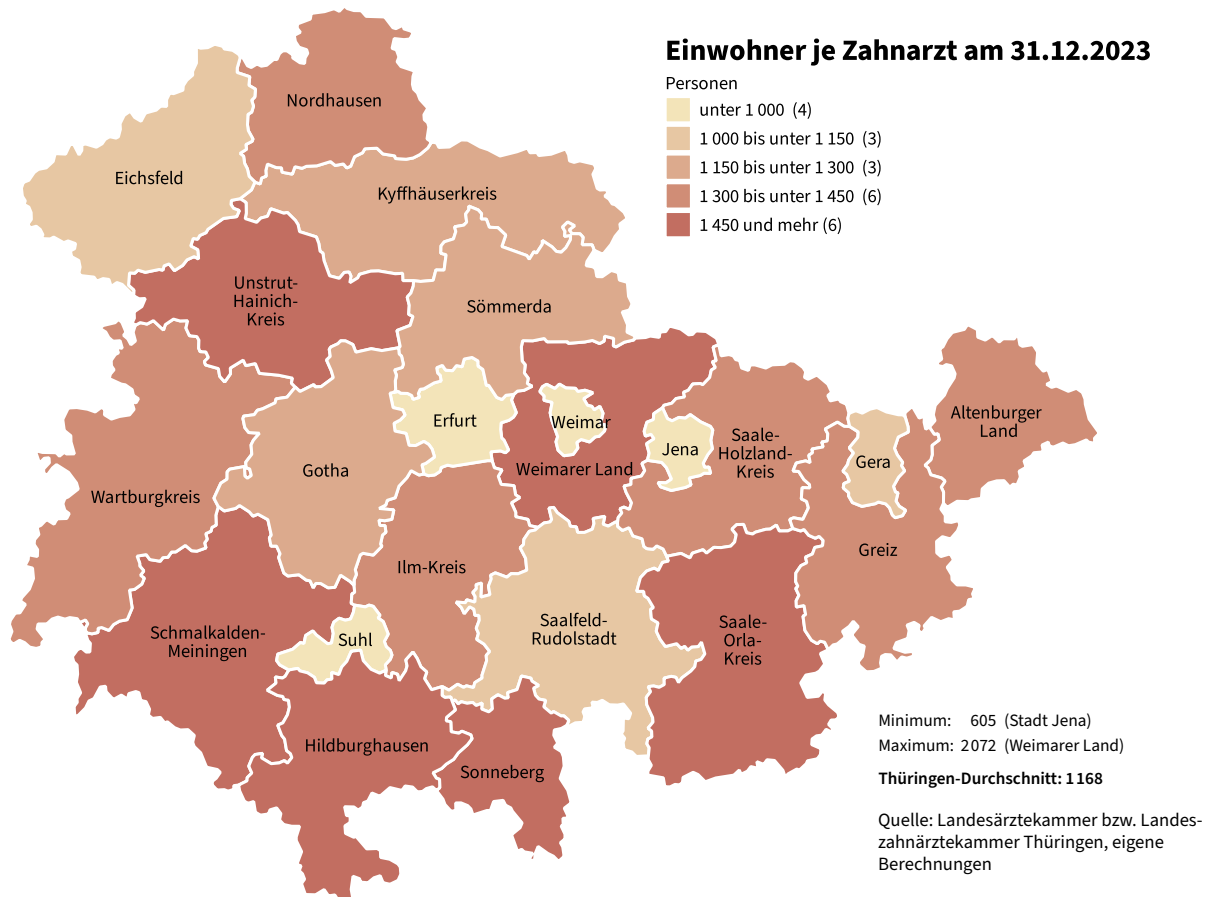 Einwohner je Zahnarzt am 31.12.2023
Personen
unter 1 000 (4)
1 000 bis unter 1 150 (3)
1 150 bis unter 1 300 (3)
1 300 bis unter 1 450 (6)
1 450 und mehr (6)
Nordhausen
Eichsfeld
Kyffhäuserkreis
Unstrut-
Hainich-
Kreis
Sömmerda
Erfurt
Weimar
Weimarer Land
Jena
Saale-
Holzland-
Kreis
Gera
Altenburger
Land
Gotha
Wartburgkreis
Ilm-Kreis
Greiz
Schmalkalden-
Meiningen
Suhl
Saalfeld-
Rudolstadt
Saale-
Orla-
Kreis
Hildburghausen
Sonneberg
Minimum: 605 (Stadt Jena)
Maximum: 2072 (Weimarer Land)
Thüringen-Durchschnitt: 1168
Quelle: Landesärztekammer bzw. Landes-
zahnärztekammer Thüringen, eigene
Berechnungen